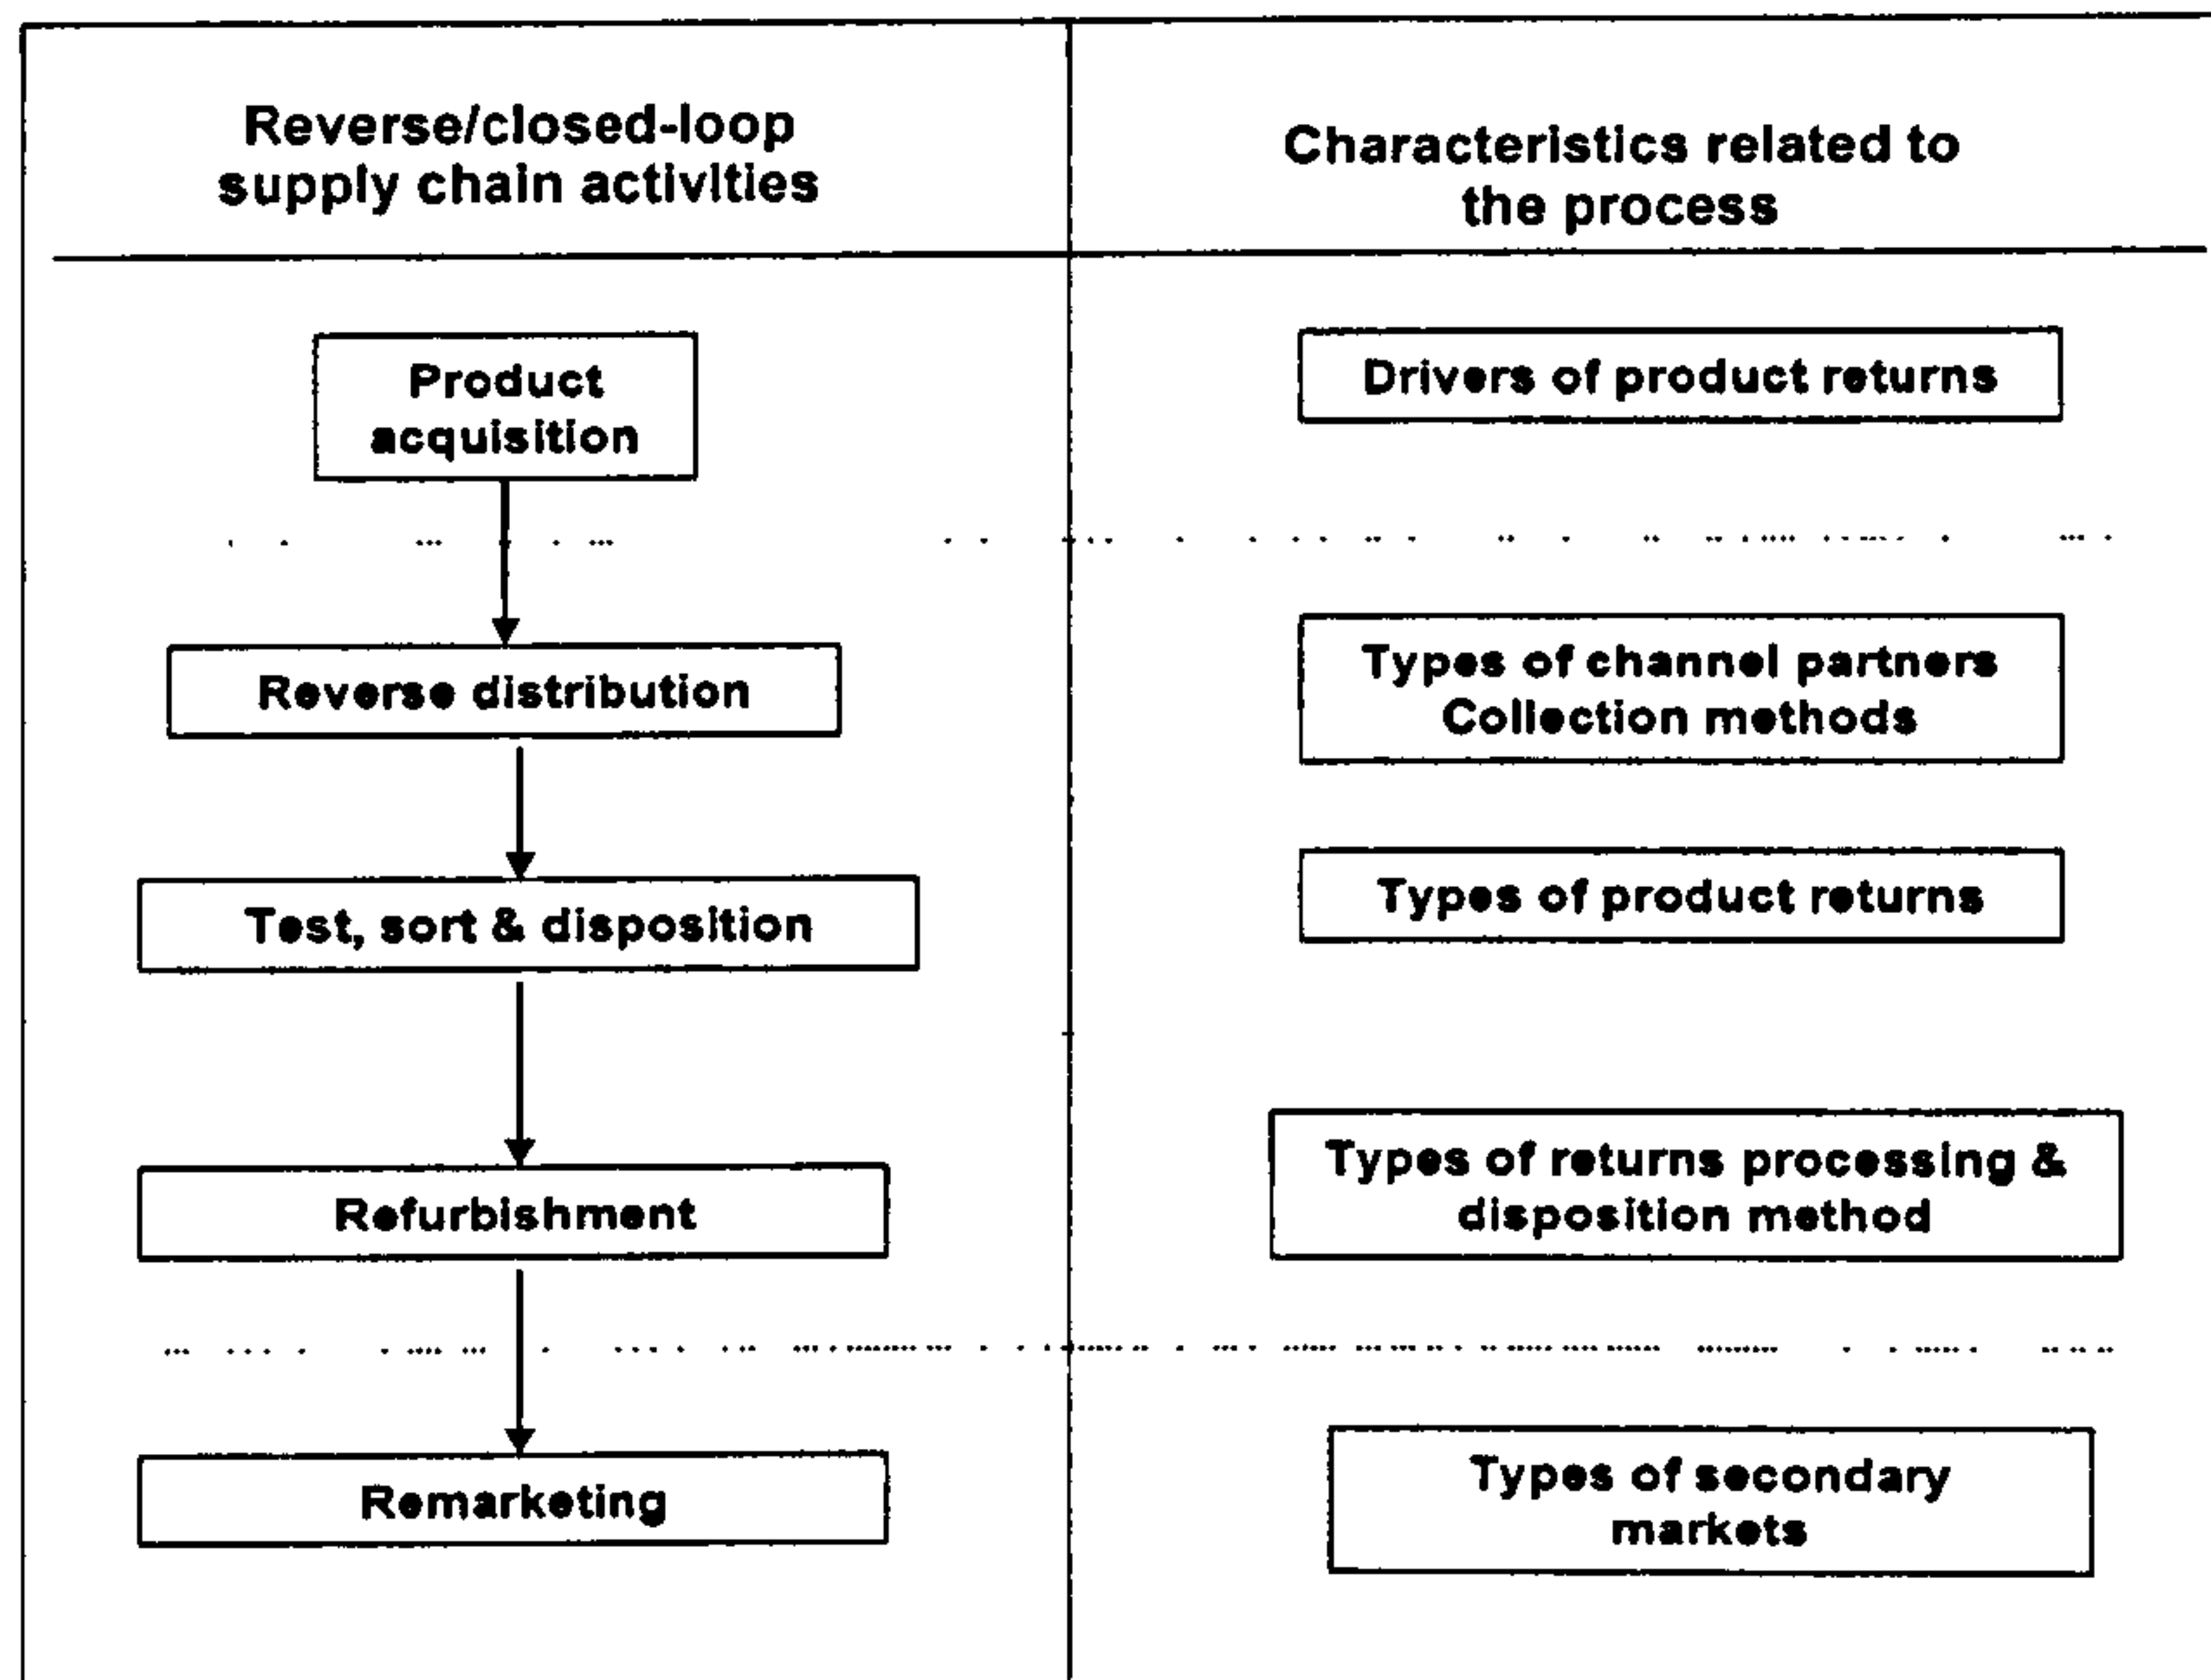 Reverse/closed-loop
supply chain activities
Characteristics related to
the process
Product
acquisition
Drivers of product returns
Reverse distribution
Types of channel partners
Collection methods
Test, sort & disposition
Types of product returns
Refurbishment
Types of returns processing &
disposition method
Remarketing
Types of secondary
markets